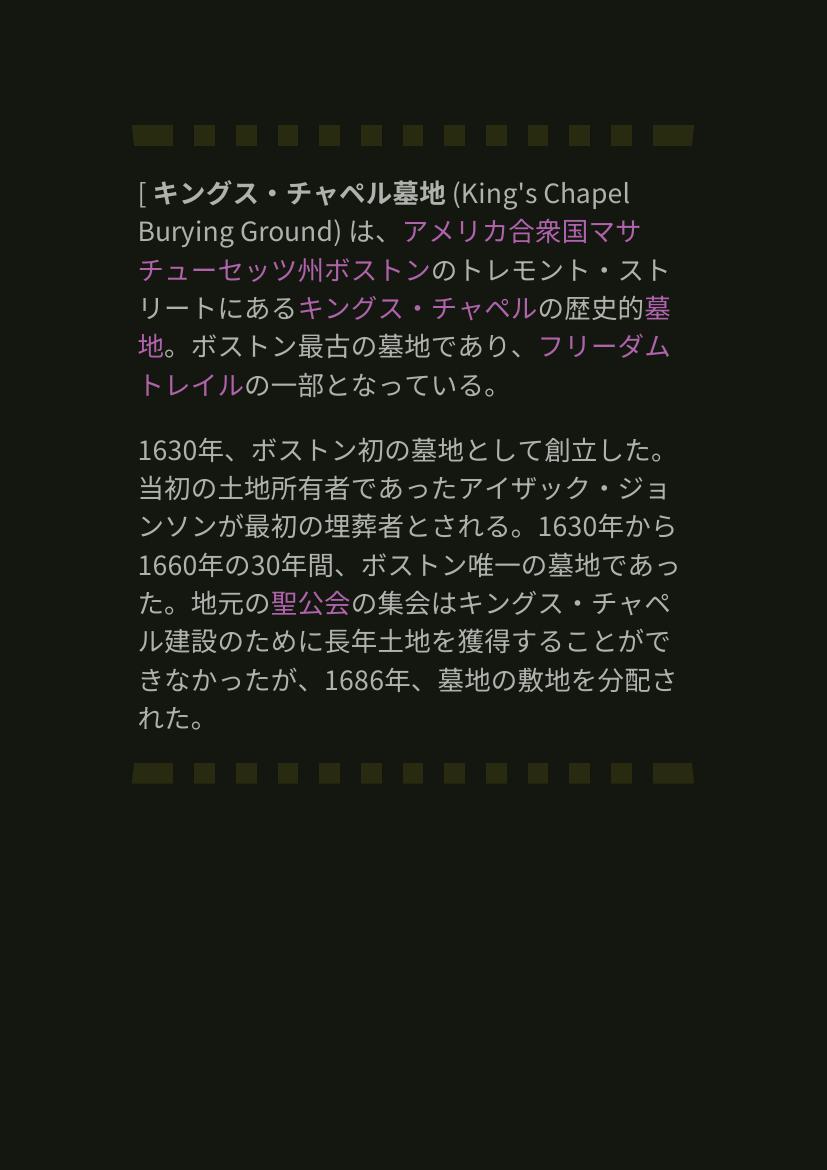 [ キングス・チャペル墓地 (King's Chapel
Burying Ground) は、アメリカ合衆国マサ
チューセッツ州ボストンのトレモント・スト
リートにあるキングス・チャペルの歴史的墓
地。ボストン最古の墓地であり、フリーダム
トレイルの一部となっている。
1630年、ボストン初の墓地として創立した。
当初の土地所有者であったアイザック・ジョ
ンソンが最初の埋葬者とされる。1630年から
1660年の30年間、ボストン唯一の墓地であっ
た。地元の聖公会の集会はキングス・チャペ
ル建設のために長年土地を獲得することがで
きなかったが、1686年、墓地の敷地を分配さ
れた。